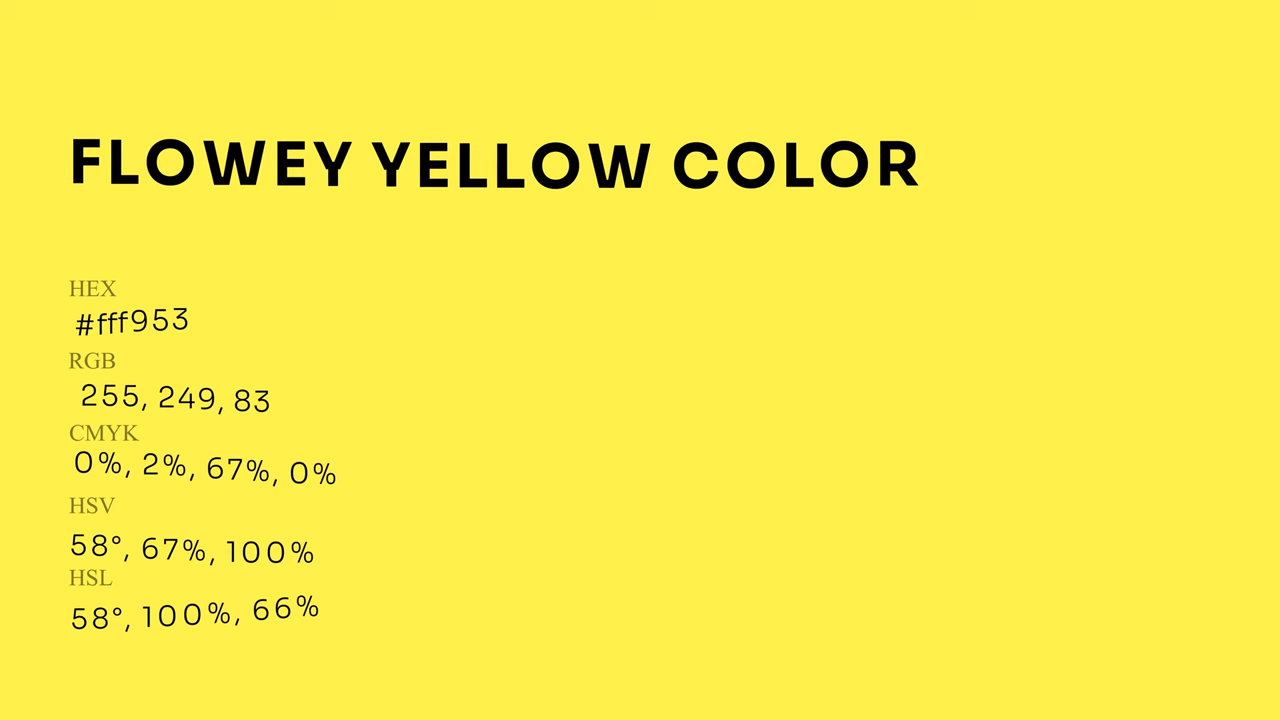 FLOWEY YELLOW COLOR
HEX
#fff953
RGB
255, 249, 83
CMYK
0%, 2%, 67%, 0%
HSV
58°, 67%, 100%
HSL
58°, 100%, 66%